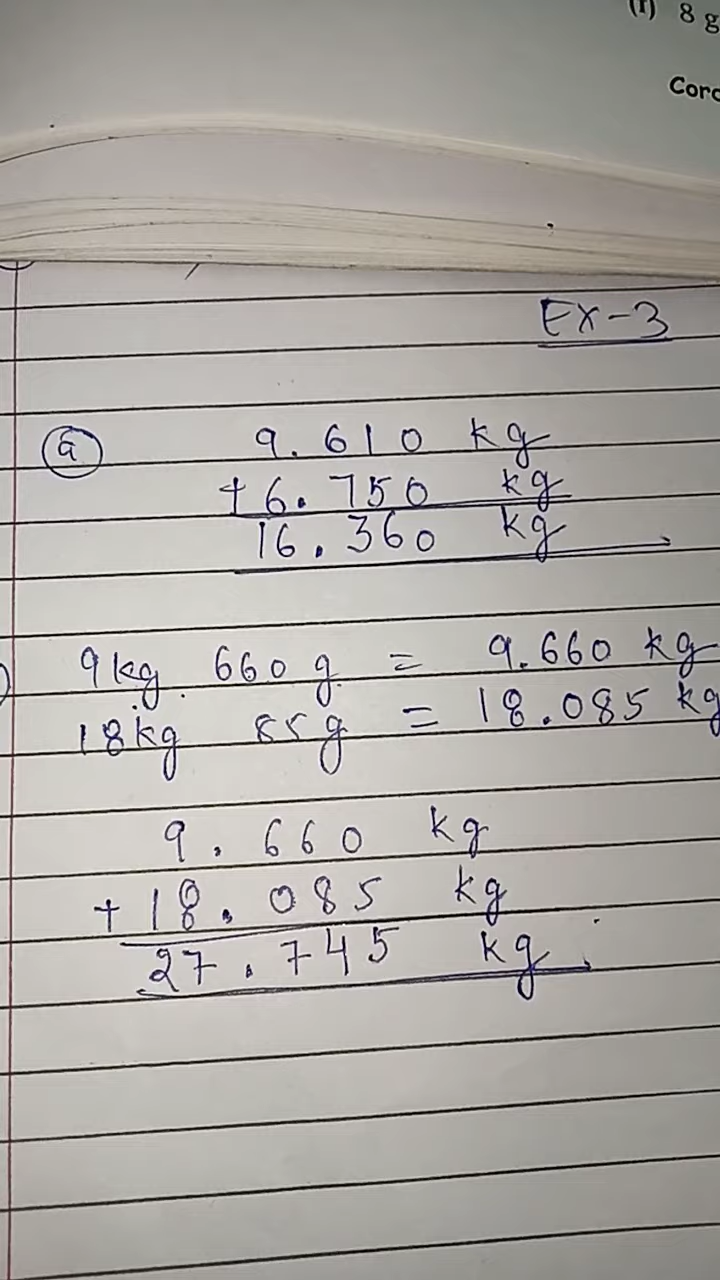 (f) 8 g
Ex-3
(a) 9.610 kg
+6.750 kg
16.360 kg
9kg 660 g = 9.660 kg
18kg 85g = 18.085 kg
9.660 kg
+ 18.085 kg
27.745 kg